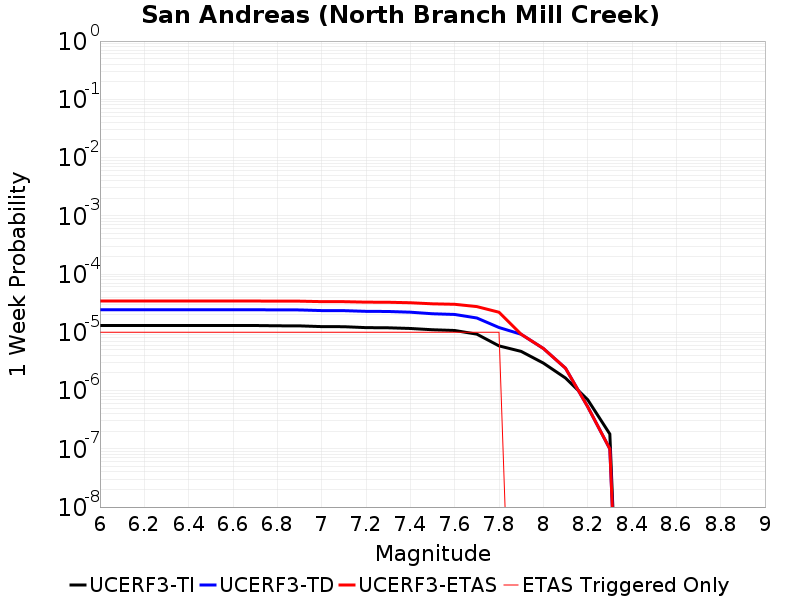 San Andreas (North Branch Mill Creek)
10^0
10^-1
10^-2
10^-3
10^-4
10^-5
10^-6
10^-7
10^-8
1 Week Probability
6 6.2 6.4 6.6 6.8 7 7.2 7.4 7.6 7.8 8 8.2 8.4 8.6 8.8 9
Magnitude
UCERF3-TI UCERF3-TD UCERF3-ETAS ETAS Triggered Only